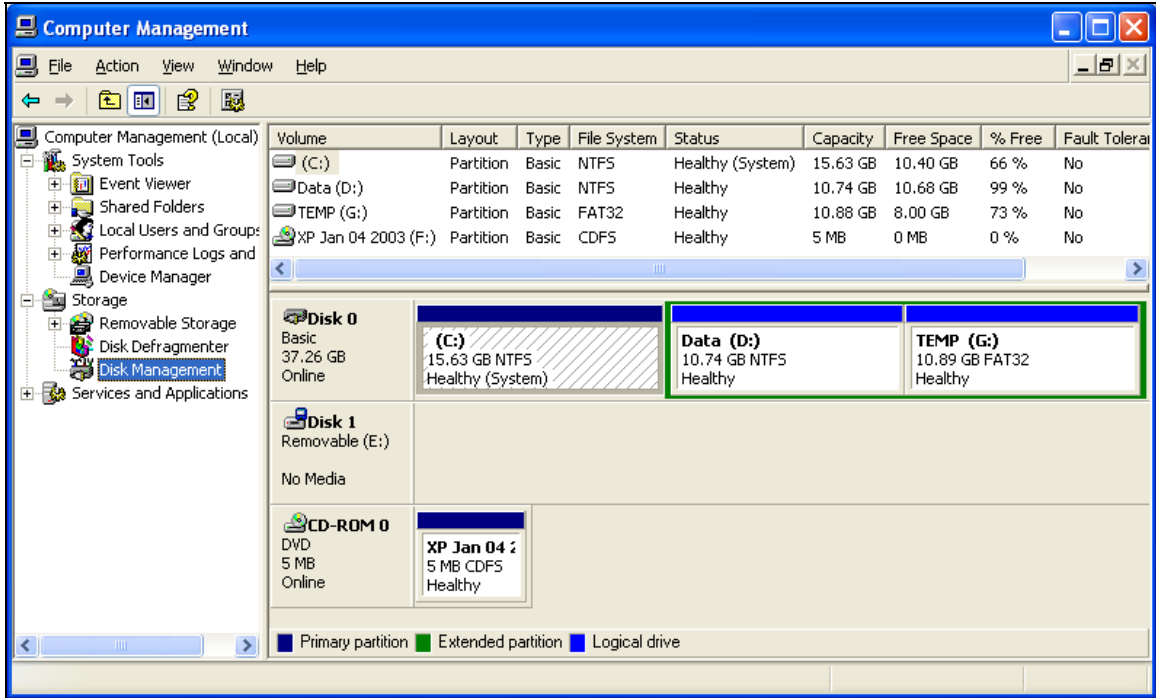 Computer Management
File Action View Window Help
Computer Management (Local)
System Tools
Event Viewer
Shared Folders
Local Users and Groups
Performance Logs and
Device Manager
Storage
Removable Storage
Disk Defragmenter
Disk Management
Services and Applications
Volume Layout Type File System Status Capacity Free Space % Free Fault Tolera
(C:) Partition Basic NTFS Healthy (System) 15.63 GB 10.40 GB 66 % No
Data (D:) Partition Basic NTFS Healthy 10.74 GB 10.68 GB 99 % No
TEMP (G:) Partition Basic FAT32 Healthy 10.88 GB 8.00 GB 73 % No
XP Jan 04 2003 (F:) Partition Basic CDFS Healthy 5 MB 0 MB 0 % No
Disk 0
Basic
37.26 GB
Online
(C:)
15.63 GB NTFS
Healthy (System)
Data (D:)
10.74 GB NTFS
Healthy
TEMP (G:)
10.89 GB FAT32
Healthy
Disk 1
Removable (E:)
No Media
CD-ROM 0
DVD
5 MB
Online
XP Jan 04 2
5 MB CDFS
Healthy
Primary partition Extended partition Logical drive